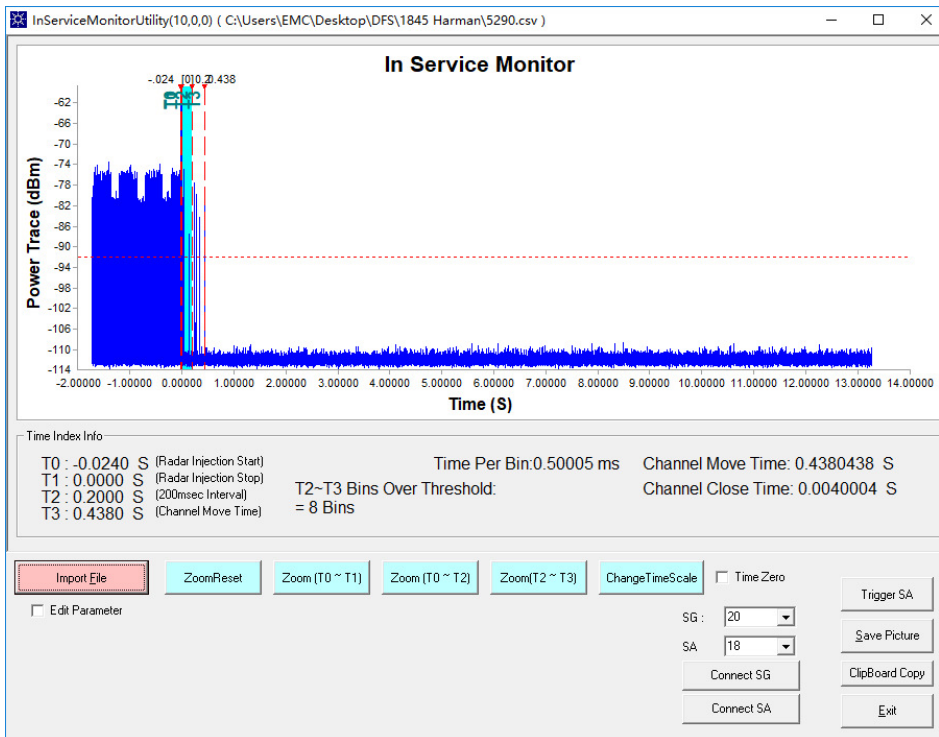 InServiceMonitorUtility(10,0,0) ( C:\Users\EMC\Desktop\DFS\1845 Harman\5290.csv )
In Service Monitor
-.024 [0] 0.2 0.438
T0 T1 T2 T3
-62
-66
-70
-74
-78
-82
-86
-90
-94
-98
-102
-106
-110
-114
Power Trace (dBm)
-2.00000 -1.00000 0.00000 1.00000 2.00000 3.00000 4.00000 5.00000 6.00000 7.00000 8.00000 9.00000 10.00000 11.00000 12.00000 13.00000 14.00000
Time (S)
Time Index Info
T0 : -0.0240 S (Radar Injection Start)
T1 : 0.0000 S (Radar Injection Stop)
T2 : 0.2000 S (200msec Interval)
T3 : 0.4380 S (Channel Move Time)
Time Per Bin:0.50005 ms
T2~T3 Bins Over Threshold:
= 8 Bins
Channel Move Time: 0.4380438 S
Channel Close Time: 0.0040004 S
Import File ZoomReset Zoom (T0 ~ T1) Zoom (T0 ~ T2) Zoom(T2 ~ T3) ChangeTimeScale Time Zero
Edit Parameter
SG : 20
SA 18
Connect SG
Connect SA
Trigger SA
Save Picture
ClipBoard Copy
Exit